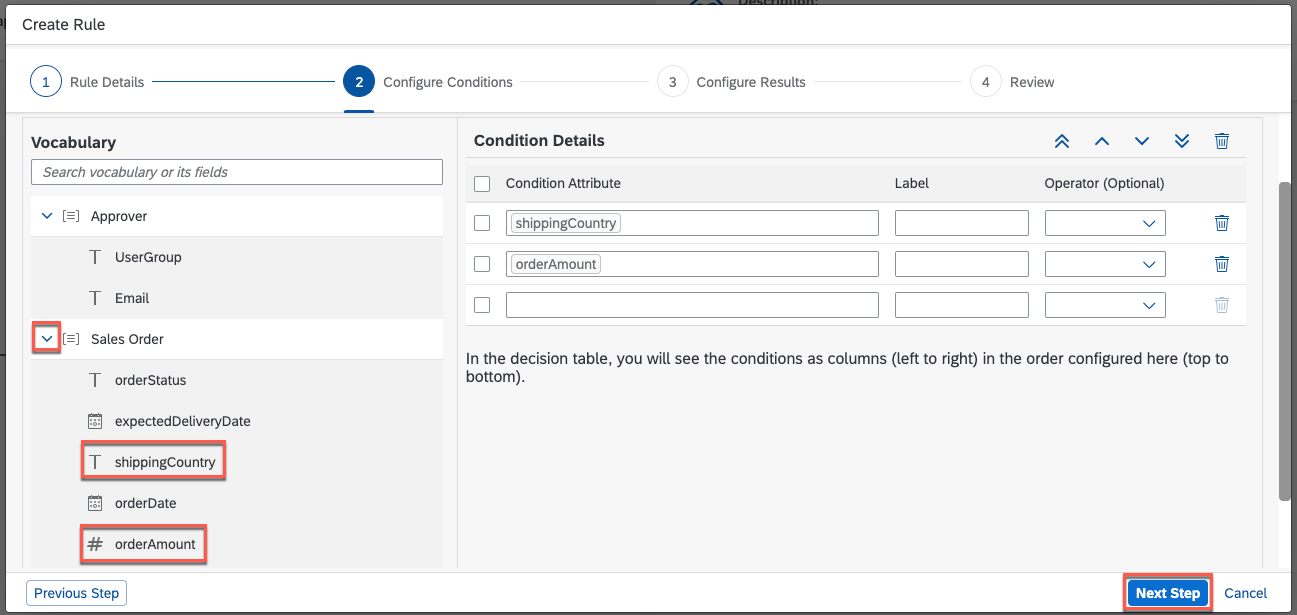 Description:
Create Rule
1 Rule Details
2 Configure Conditions
3 Configure Results
4 Review
Vocabulary
Search vocabulary or its fields
Approver
UserGroup
Email
Sales Order
orderStatus
expectedDeliveryDate
shippingCountry
orderDate
orderAmount
Condition Details
Condition Attribute Label Operator (Optional)
shippingCountry
orderAmount
In the decision table, you will see the conditions as columns (left to right) in the order configured here (top to
bottom).
Previous Step Next Step Cancel